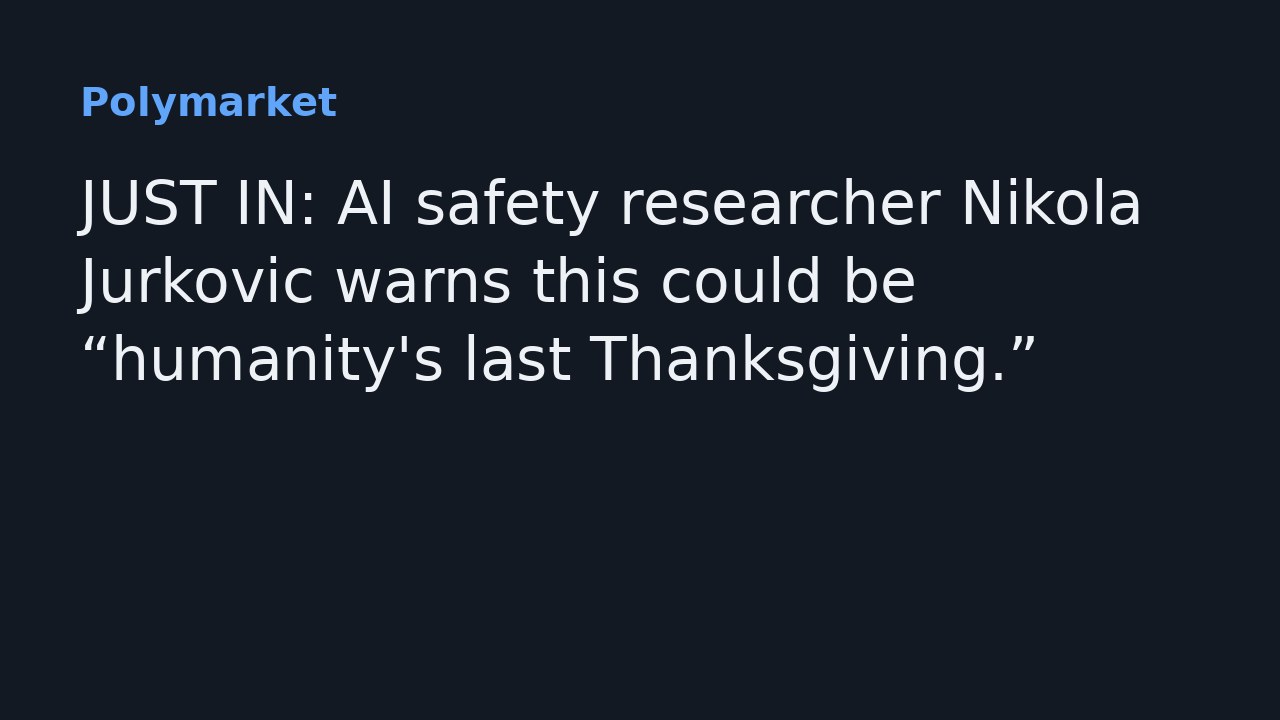 Polymarket
JUST IN: AI safety researcher Nikola
Jurkovic warns this could be
“humanity's last Thanksgiving.”